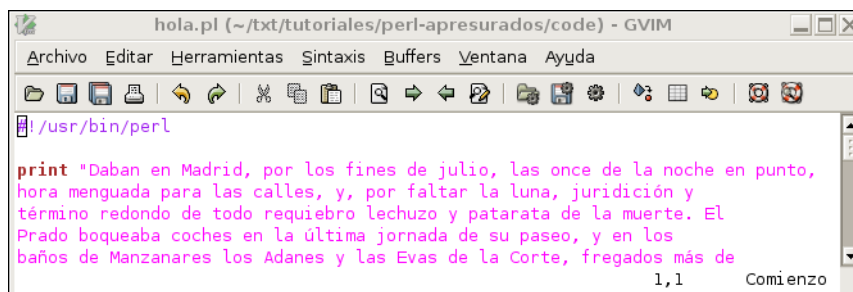 hola.pl (~/txt/tutoriales/perl-apresurados/code) - GVIM
Archivo Editar Herramientas Sintaxis Buffers Ventana Ayuda
#!/usr/bin/perl
print "Daban en Madrid, por los fines de julio, las once de la noche en punto,
hora menguada para las calles, y, por faltar la luna, juridición y
término redondo de todo requiebro lechuzo y patarata de la muerte. El
Prado boqueaba coches en la última jornada de su paseo, y en los
baños de Manzanares los Adanes y las Evas de la Corte, fregados más de
1,1 Comienzo